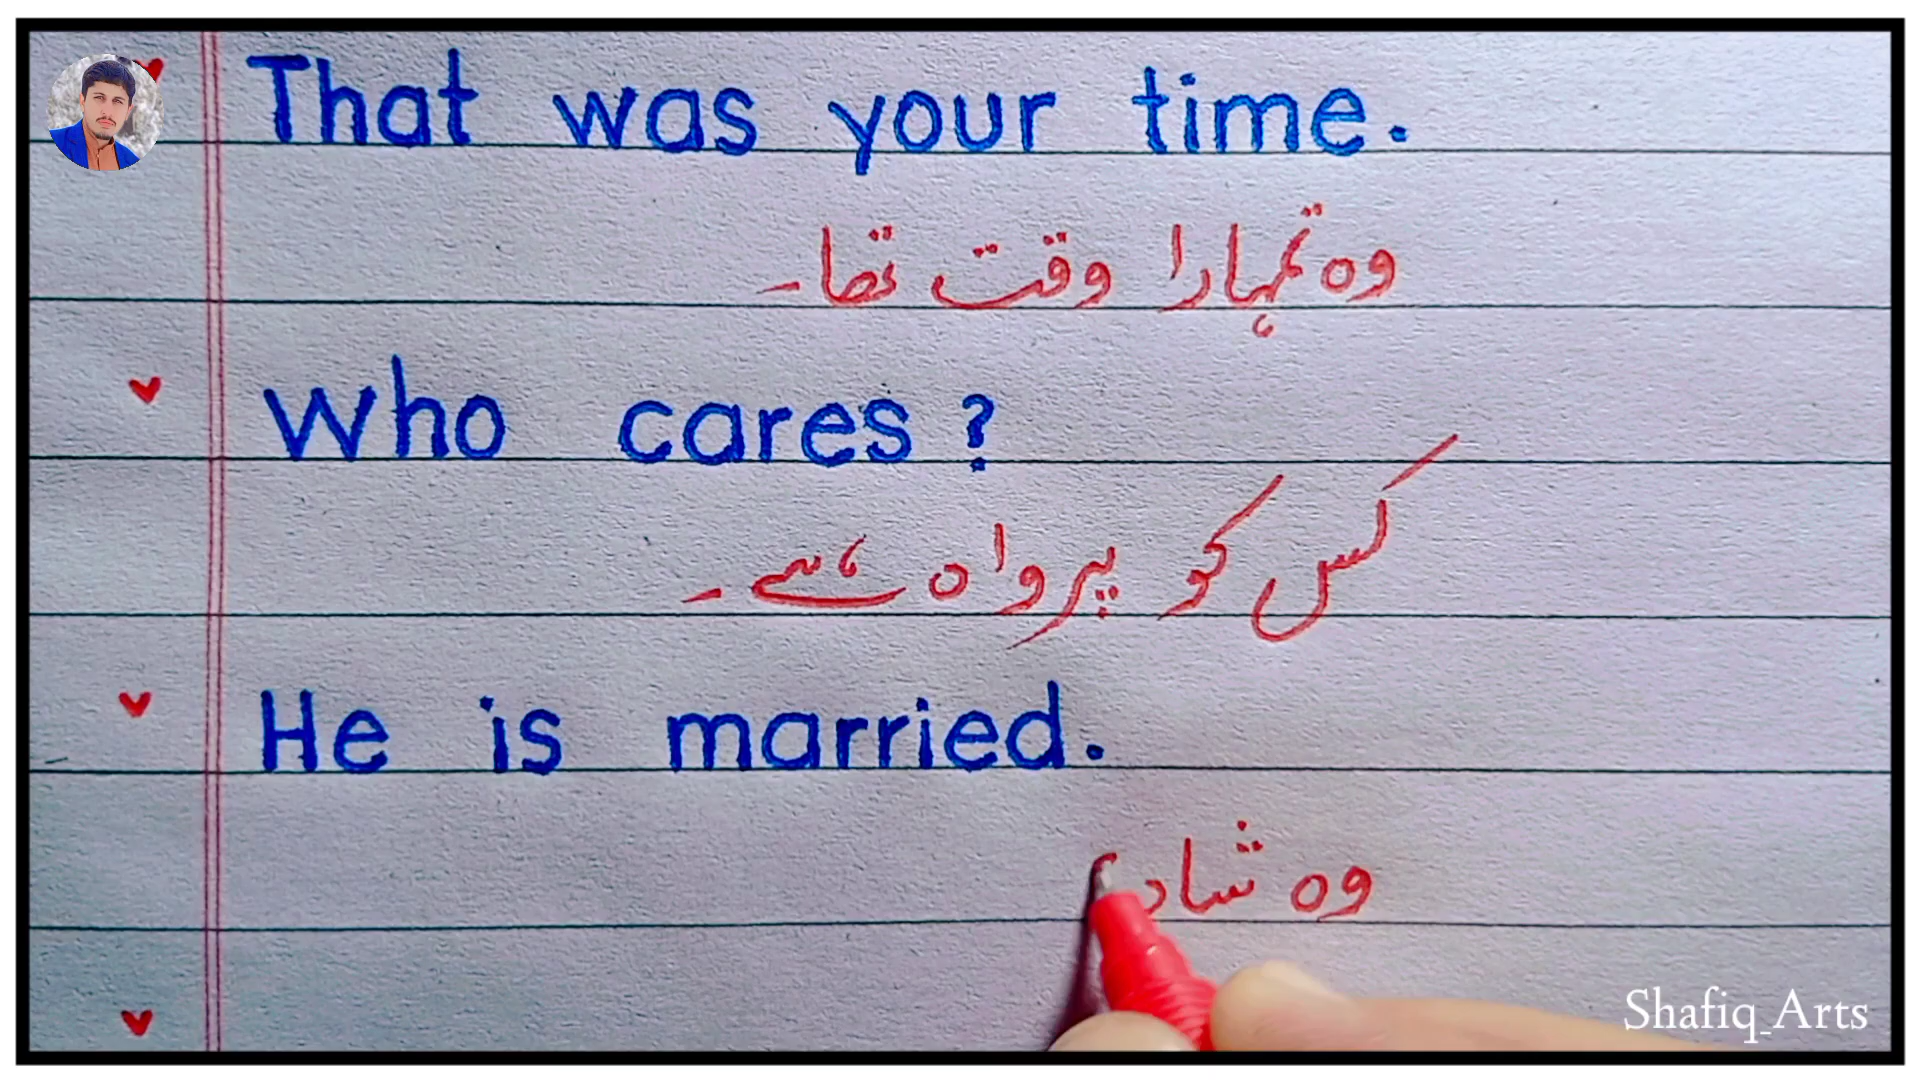 That was your time.
وہ تمہارا وقت تھا۔
Who cares?
کس کو پرواہ ہے۔
He is married.
وہ شاد
Shafiq_Arts